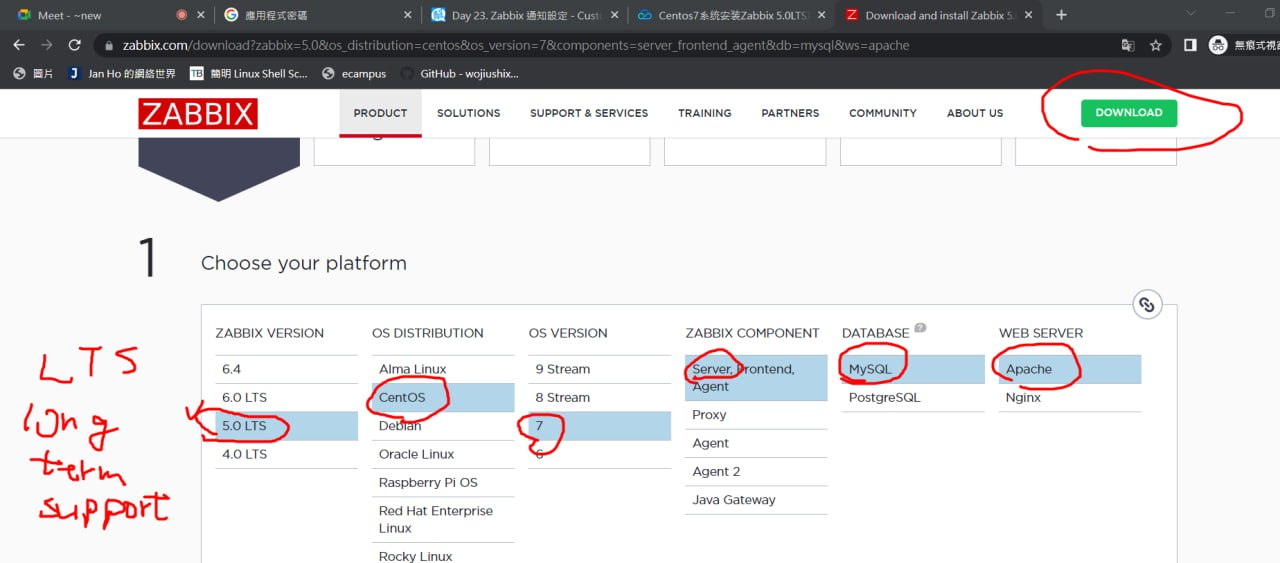 Meet - ~new
應用程式密碼
Day 23. Zabbix 通知設定 - Cust
Centos7系统安装Zabbix 5.0LTS
Download and install Zabbix 5.
zabbix.com/download?zabbix=5.0&os_distribution=centos&os_version=7&components=server_frontend_agent&db=mysql&ws=apache
無痕式視
圖片
Jan Ho 的網絡世界
TB
簡明 Linux Shell Sc...
ecampus
GitHub - wojiushix...
ZABBIX
PRODUCT
SOLUTIONS
SUPPORT & SERVICES
TRAINING
PARTNERS
COMMUNITY
ABOUT US
DOWNLOAD
1
Choose your platform
ZABBIX VERSION
6.4
6.0 LTS
5.0 LTS
4.0 LTS
OS DISTRIBUTION
Alma Linux
CentOS
Debian
Oracle Linux
Raspberry Pi OS
Red Hat Enterprise
Linux
Rocky Linux
OS VERSION
9 Stream
8 Stream
7
6
ZABBIX COMPONENT
Server, Frontend,
Agent
Proxy
Agent
Agent 2
Java Gateway
DATABASE ?
MySQL
PostgreSQL
WEB SERVER
Apache
Nginx
LTS
long
term
support